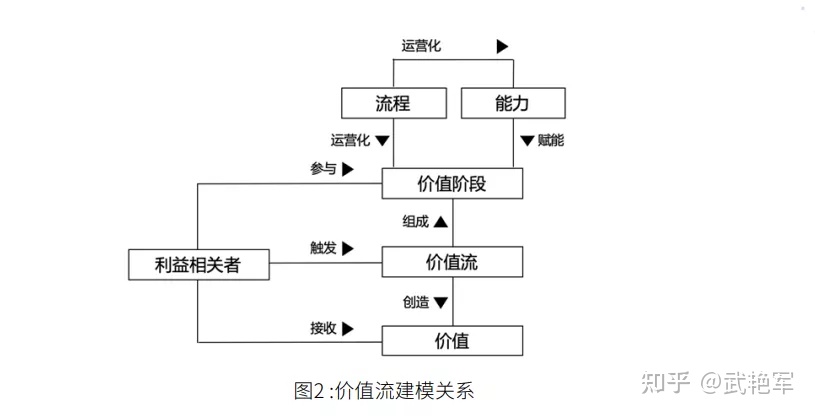 运营化 ▶
流程
能力
运营化 ▼
▼ 赋能
参与 ▶
价值阶段
组成 ▲
利益相关者
触发 ▶
价值流
创造 ▼
接收 ▶
价值
图2 :价值流建模关系
知乎 @武艳军